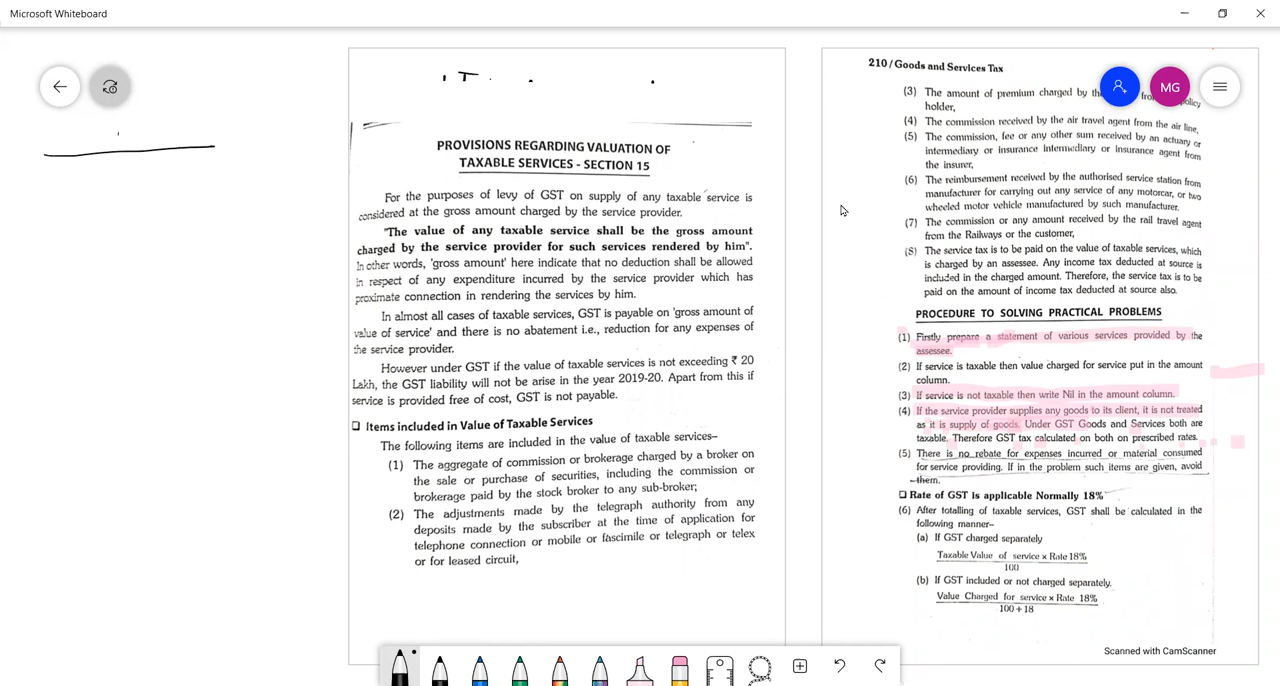 Microsoft Whiteboard
MG
PROVISIONS REGARDING VALUATION OF
TAXABLE SERVICES - SECTION 15
For the purposes of levy of GST on supply of any taxable service is
considered at the gross amount charged by the service provider.
"The value of any taxable service shall be the gross amount
charged by the service provider for such services rendered by him".
In other words, 'gross amount' here indicate that no deduction shall be allowed
in respect of any expenditure incurred by the service provider which has
proximate connection in rendering the services by him.
In almost all cases of taxable services, GST is payable on 'gross amount of
value of service' and there is no abatement i.e., reduction for any expenses of
the service provider.
However under GST if the value of taxable services is not exceeding ₹ 20
Lakh, the GST liability will not be arise in the year 2019-20. Apart from this if
service is provided free of cost, GST is not payable.
❑ Items included in Value of Taxable Services
The following items are included in the value of taxable services–
(1) The aggregate of commission or brokerage charged by a broker on
the sale or purchase of securities, including the commission or
brokerage paid by the stock broker to any sub-broker;
(2) The adjustments made by the telegraph authority from any
deposits made by the subscriber at the time of application for
telephone connection or mobile or fascimile or telegraph or telex
or for leased circuit,
210/Goods and Services Tax
(3) The amount of premium charged by the from policy
holder,
(4) The commission received by the air travel agent from the air line,
(5) The commission, fee or any other sum received by an actuary or
intermediary or insurance intermediary or insurance agent from
the insurer,
(6) The reimbursement received by the authorised service station from
manufacturer for carrying out any service of any motorcar, or two
wheeled motor vehicle manufactured by such manufacturer.
(7) The commission or any amount received by the rail travel agent
from the Railways or the customer,
(8) The service tax is to be paid on the value of taxable services, which
is charged by an assessee. Any income tax deducted at source is
included in the charged amount. Therefore, the service tax is to be
paid on the amount of income tax deducted at source also.
PROCEDURE TO SOLVING PRACTICAL PROBLEMS
(1) Firstly prepare a statement of various services provided by the
assessee.
(2) If service is taxable then value charged for service put in the amount
column.
(3) If service is not taxable then write Nil in the amount column.
(4) If the service provider supplies any goods to its client, it is not treated
as it is supply of goods. Under GST Goods and Services both are
taxable. Therefore GST tax calculated on both on prescribed rates.
(5) There is no rebate for expenses incurred or material consumed
for service providing. If in the problem such items are given, avoid
them.
❑ Rate of GST is applicable Normally 18%
(6) After totalling of taxable services, GST shall be calculated in the
following manner–
(a) If GST charged separately
Taxable Value of service × Rate 18%
100
(b) If GST included or not charged separately.
Value Charged for service × Rate 18%
100 + 18
Scanned with CamScanner